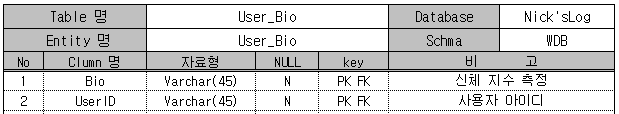 Table 명 User_Bio Database Nick'sLog
Entity 명 User_Bio Schma WDB
No Clumn 명 자료형 NULL key 비 고
1 Bio Varchar(45) N PK FK 신체 지수 측정
2 UserID Varchar(45) N PK FK 사용자 아이디